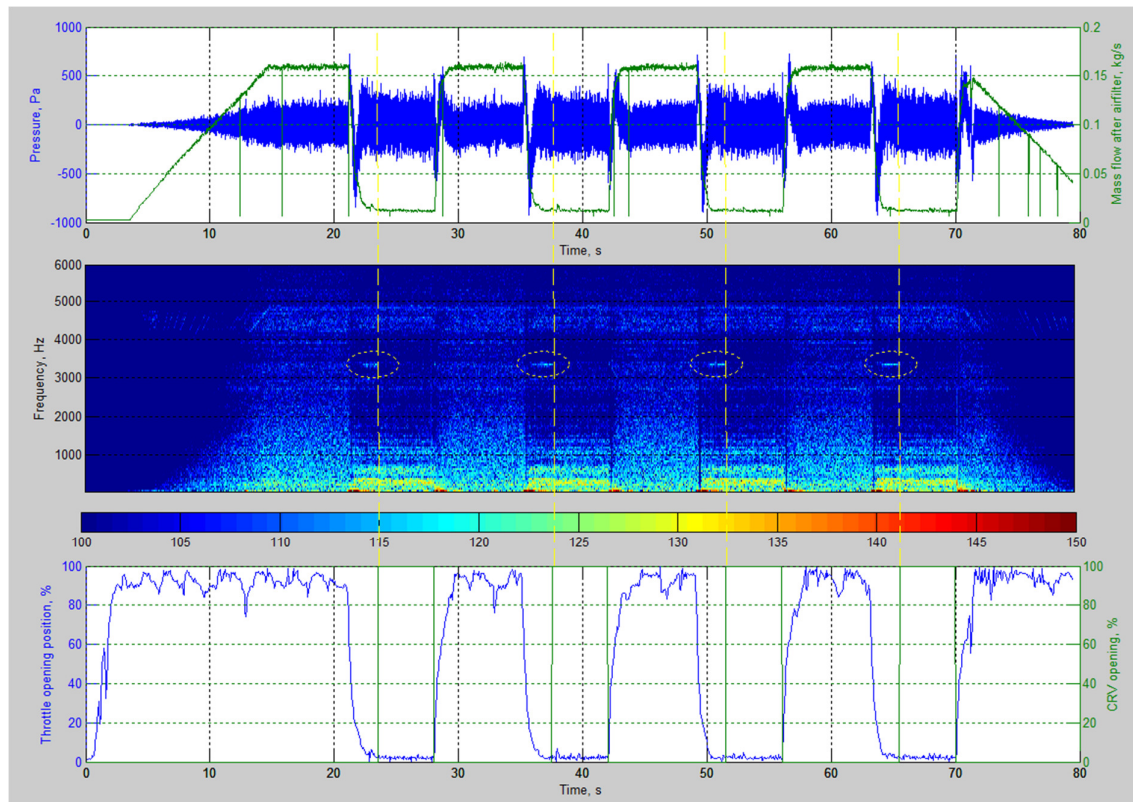 1000
500
0
-500
-1000
Pressure, Pa
0.2
0.15
0.1
0.05
0
Mass flow after airfilter, kg/s
0 10 20 30 40 50 60 70 80
Time, s
6000
5000
4000
3000
2000
1000
Frequency, Hz
100 105 110 115 120 125 130 135 140 145 150
100
80
60
40
20
0
Throttle opening position, %
100
80
60
40
20
0
CRV opening, %
0 10 20 30 40 50 60 70 80
Time, s